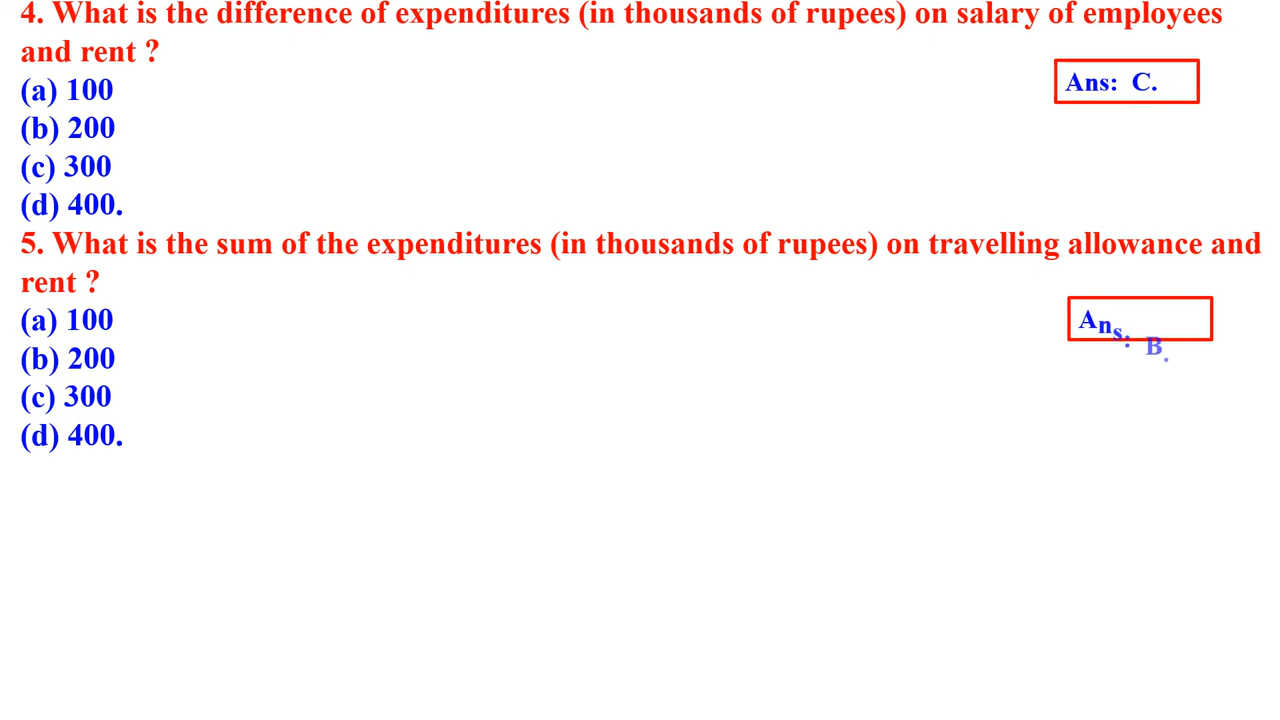 4. What is the difference of expenditures (in thousands of rupees) on salary of employees
and rent ?
(a) 100
Ans: C.
(b) 200
(c) 300
(d) 400.
5. What is the sum of the expenditures (in thousands of rupees) on travelling allowance and
rent ?
(a) 100
Ans: B.
(b) 200
(c) 300
(d) 400.